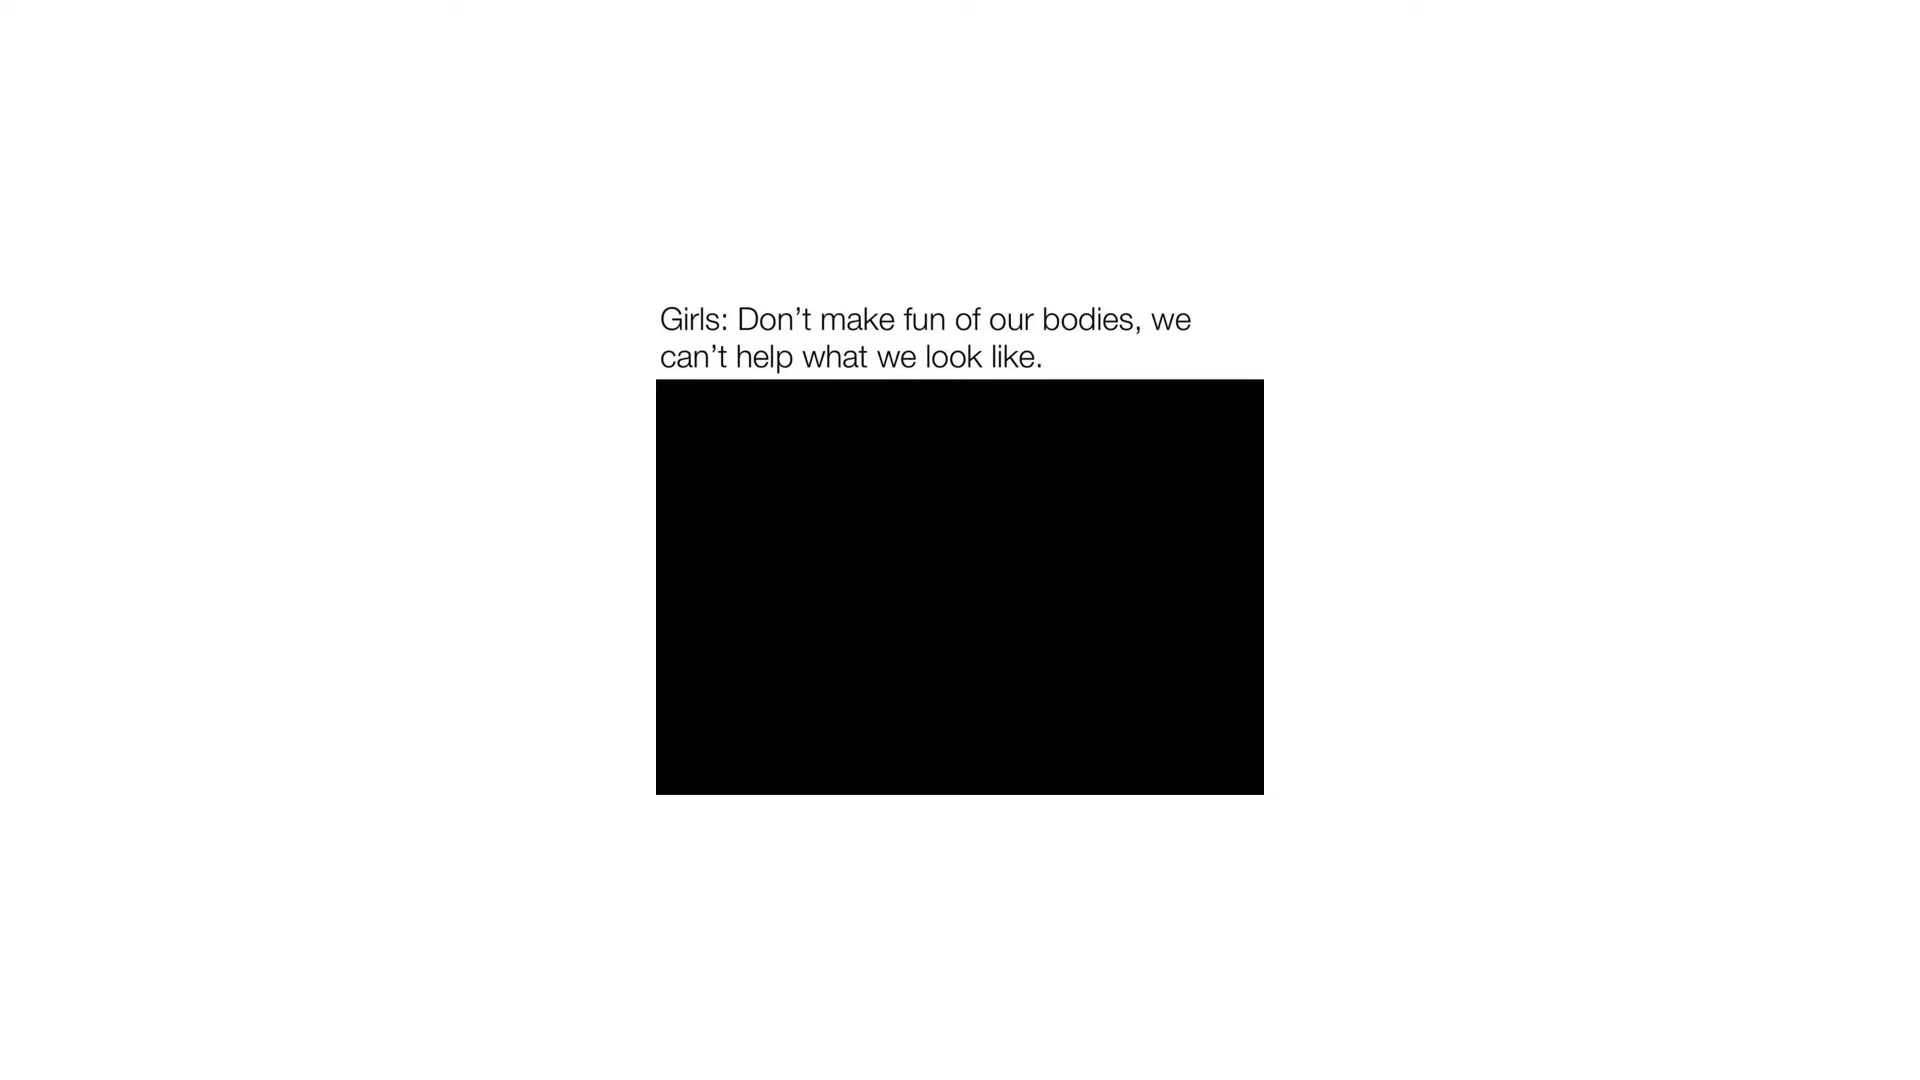 Girls: Don’t make fun of our bodies, we
can’t help what we look like.